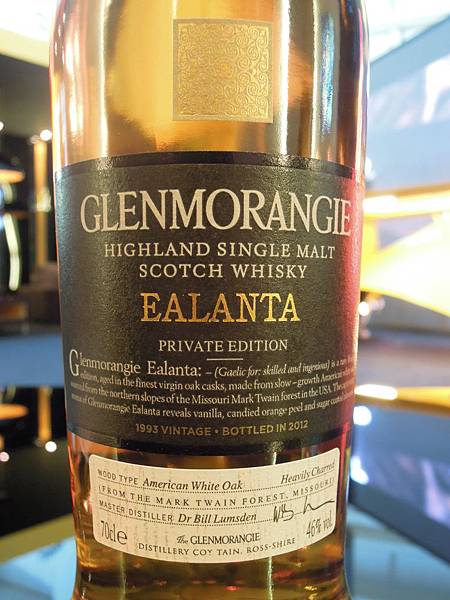 GLENMORANGIE
HIGHLAND SINGLE MALT
SCOTCH WHISKY
EALANTA
PRIVATE EDITION
Glenmorangie Ealanta: – (Gaelic for: skilled and ingenious) is a rare
edition, aged in the finest virgin oak casks, made from slow – growth American
from the northern slopes of the Missouri Mark Twain forest in the USA. The
of Glenmorangie Ealanta reveals vanilla, candied orange peel and sugar coated
1993 VINTAGE • BOTTLED IN 2012
WOOD TYPE American White Oak Heavily Charred
(FROM THE MARK TWAIN FOREST, MISSOURI)
MASTER DISTILLER Dr Bill Lumsden
70cl e The GLENMORANGIE 46% vol
DISTILLERY COY TAIN, ROSS-SHIRE